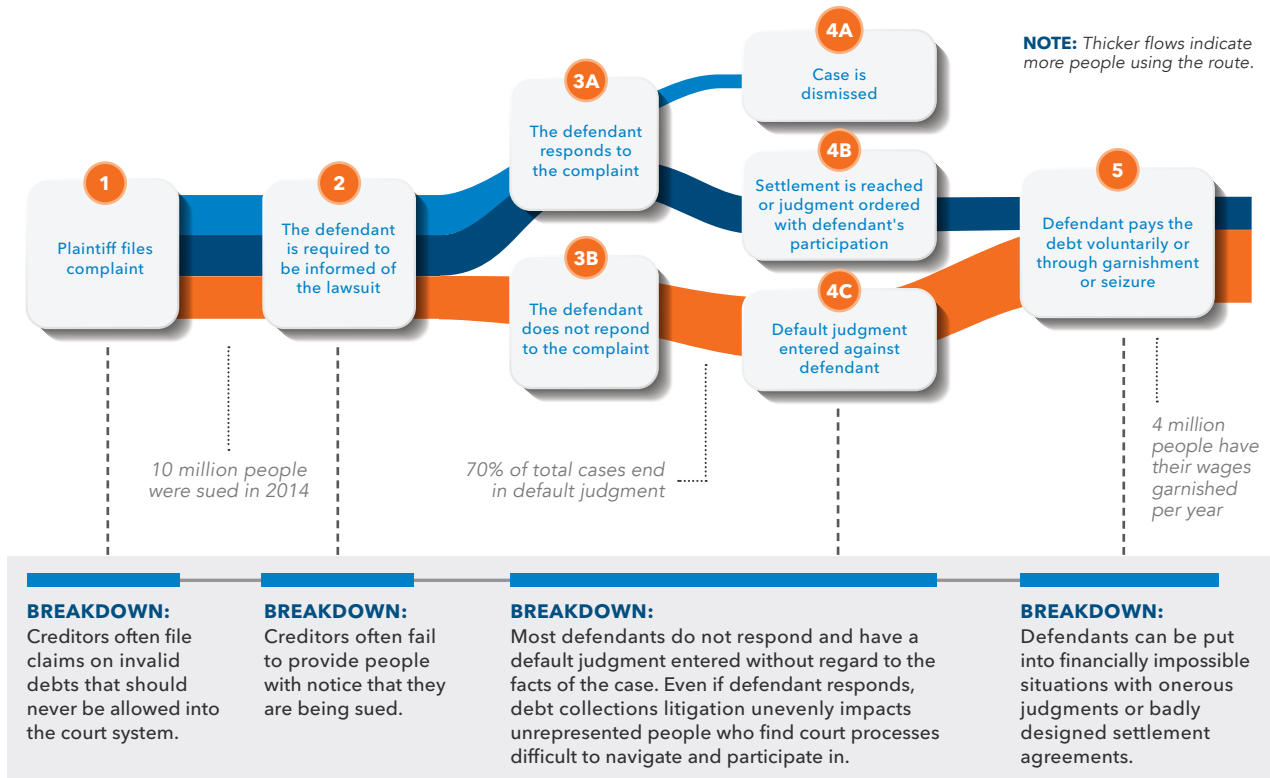 4A
Case is
dismissed
NOTE: Thicker flows indicate
more people using the route.
3A
The defendant
responds to
the complaint
4B
Settlement is reached
or judgment ordered
with defendant's
participation
1
Plaintiff files
complaint
2
The defendant
is required to
be informed of
the lawsuit
5
Defendant pays the
debt voluntarily or
through garnishment
or seizure
3B
The defendant
does not repond
to the complaint
4C
Default judgment
entered against
defendant
10 million people
were sued in 2014
70% of total cases end
in default judgment
4 million
people have
their wages
garnished
per year
BREAKDOWN:
Creditors often file
claims on invalid
debts that should
never be allowed into
the court system.
BREAKDOWN:
Creditors often fail
to provide people
with notice that they
are being sued.
BREAKDOWN:
Most defendants do not respond and have a
default judgment entered without regard to the
facts of the case. Even if defendant responds,
debt collections litigation unevenly impacts
unrepresented people who find court processes
difficult to navigate and participate in.
BREAKDOWN:
Defendants can be put
into financially impossible
situations with onerous
judgments or badly
designed settlement
agreements.